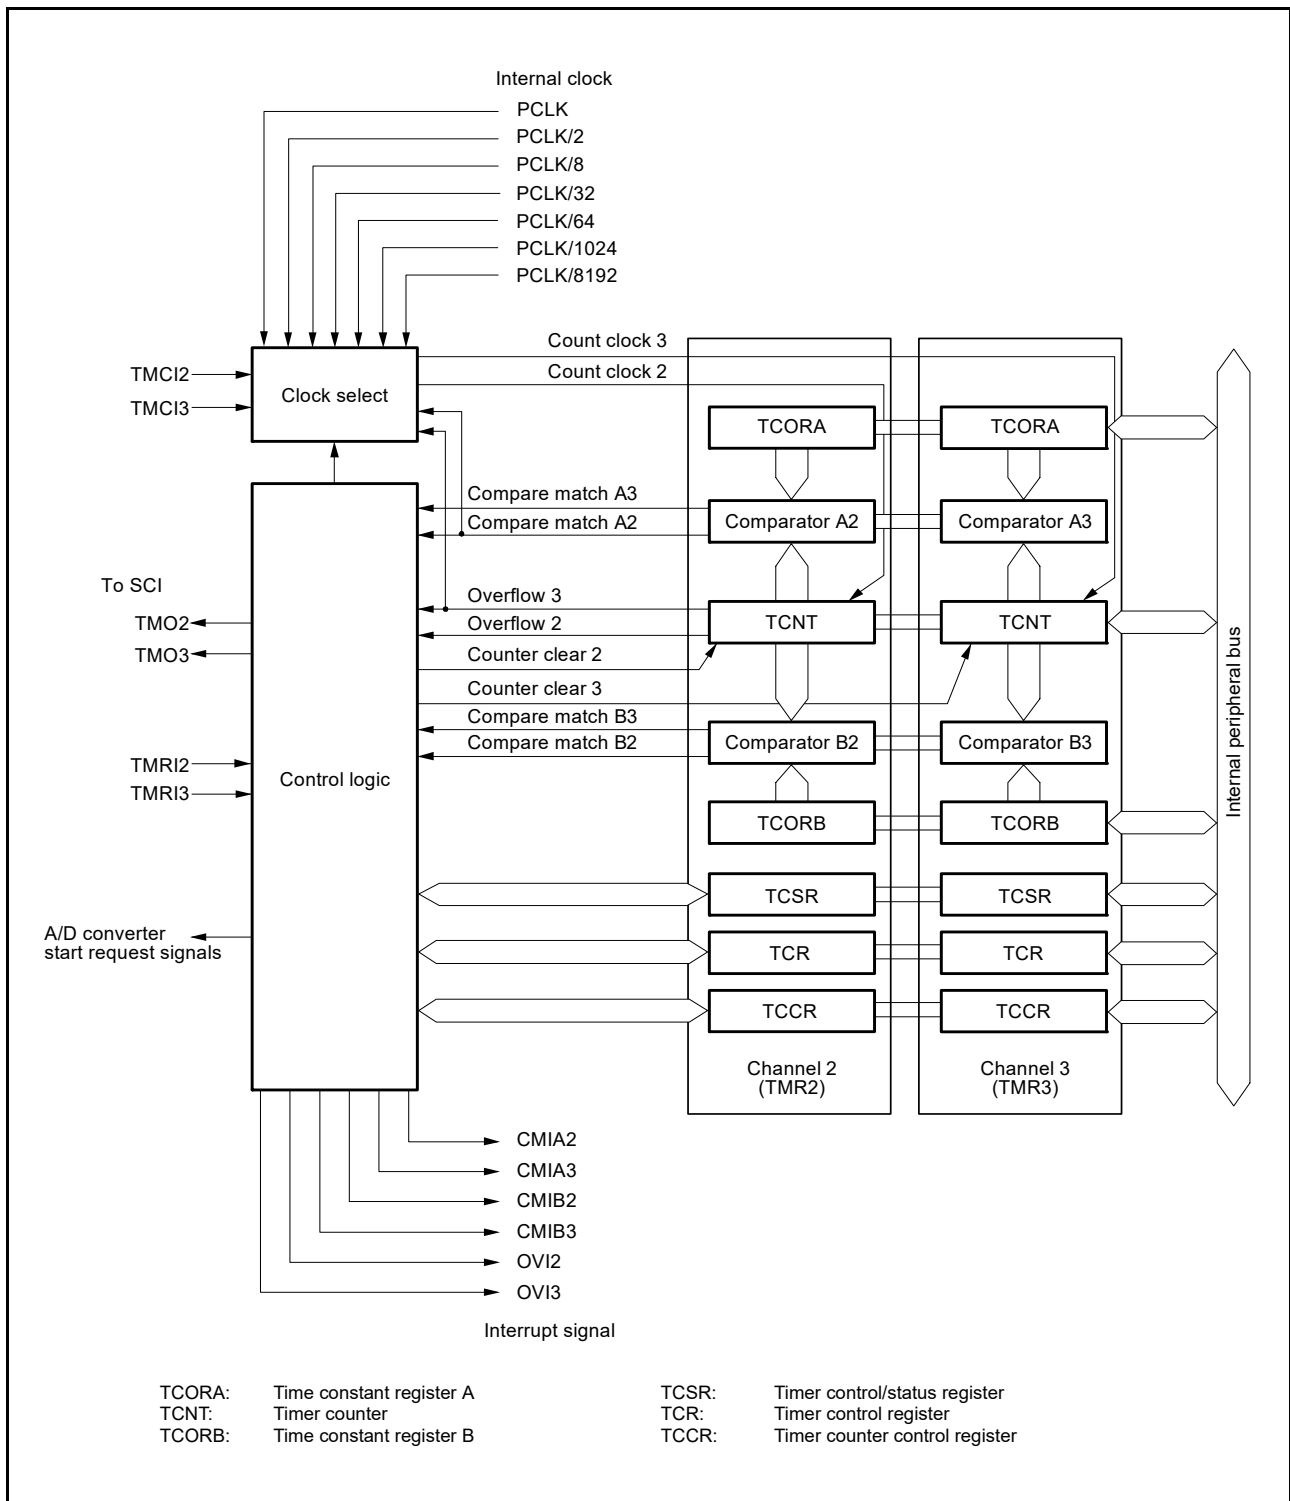 Internal clock
PCLK
PCLK/2
PCLK/8
PCLK/32
PCLK/64
PCLK/1024
PCLK/8192
Count clock 3
Count clock 2
TMCI2
TMCI3
Clock select
TCORA
TCORA
Compare match A3
Compare match A2
Comparator A2
Comparator A3
To SCI
TMO2
TMO3
Overflow 3
Overflow 2
Counter clear 2
Counter clear 3
TCNT
TCNT
Compare match B3
Compare match B2
Comparator B2
Comparator B3
TMRI2
TMRI3
Control logic
TCORB
TCORB
Internal peripheral bus
TCSR
TCSR
A/D converter
start request signals
TCR
TCR
TCCR
TCCR
Channel 2
(TMR2)
Channel 3
(TMR3)
CMIA2
CMIA3
CMIB2
CMIB3
OVI2
OVI3
Interrupt signal
TCORA: Time constant register A
TCNT: Timer counter
TCORB: Time constant register B
TCSR: Timer control/status register
TCR: Timer control register
TCCR: Timer counter control register